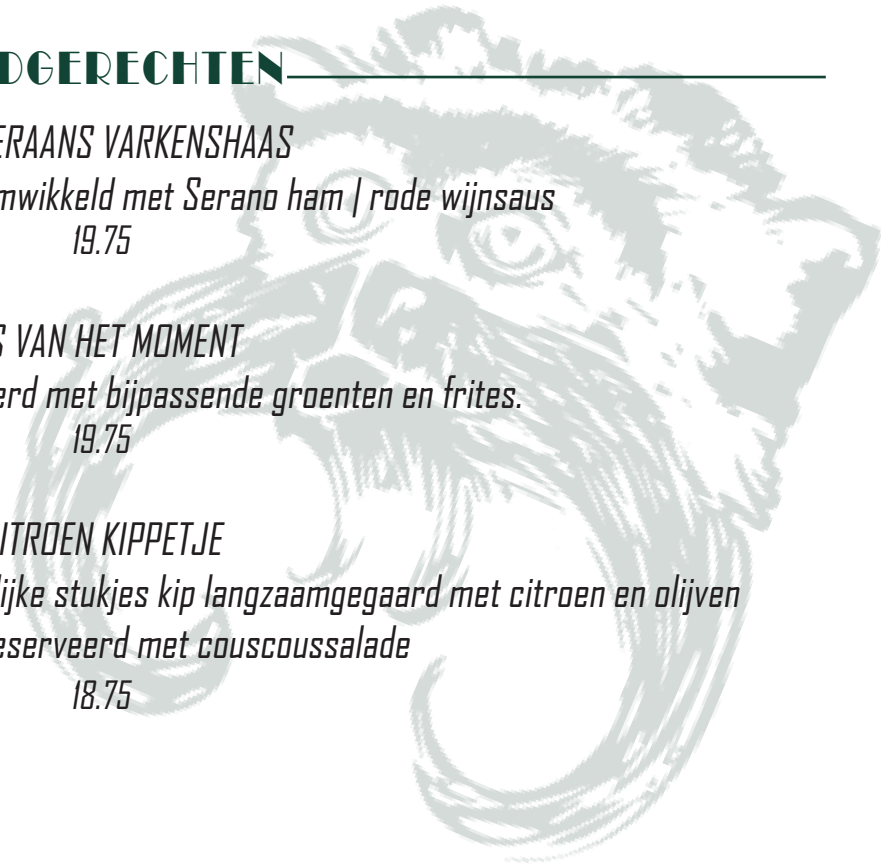 DGERECHTEN
ERAANS VARKENSHAAS
mwikkeld met Serano ham | rode wijnsaus
19.75
S VAN HET MOMENT
erd met bijpassende groenten en frites.
19.75
ITROEN KIPPETJE
lijke stukjes kip langzaamgegaard met citroen en olijven
eserveerd met couscoussalade
18.75